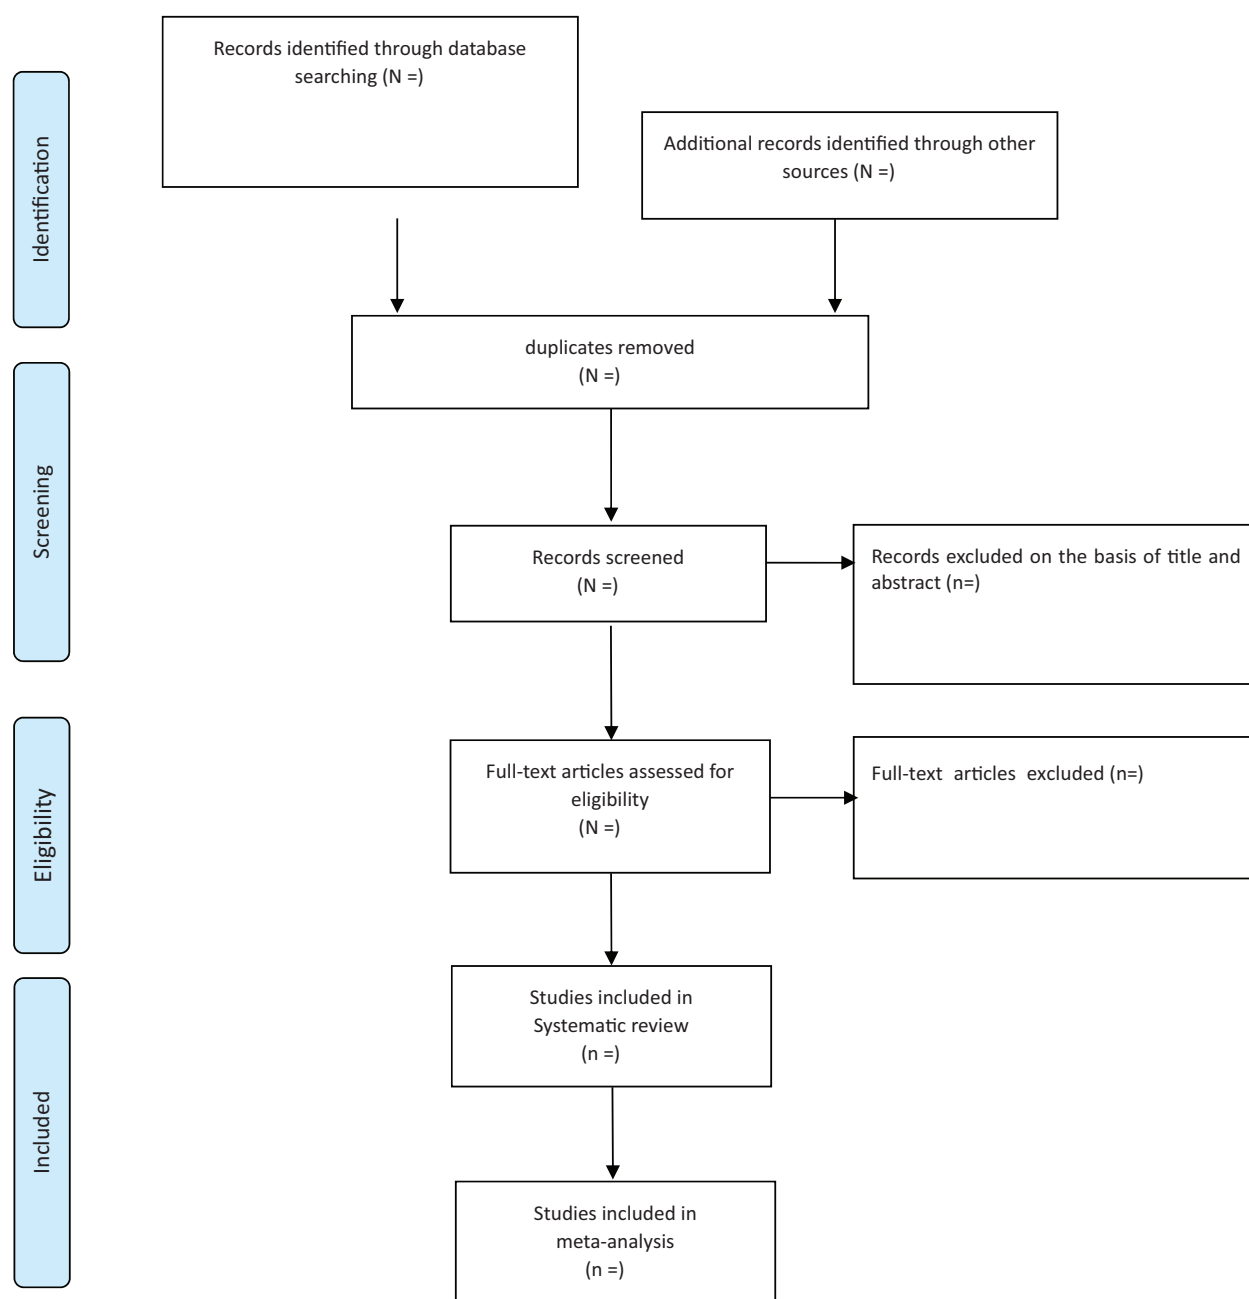 Records identified through database
searching (N =)
Identification
Additional records identified through other
sources (N =)
duplicates removed
(N =)
Screening
Records screened
(N =)
Records excluded on the basis of title and
abstract (n=)
Eligibility
Full-text articles assessed for
eligibility
(N =)
Full-text articles excluded (n=)
Studies included in
Systematic review
(n =)
Included
Studies included in
meta-analysis
(n =)